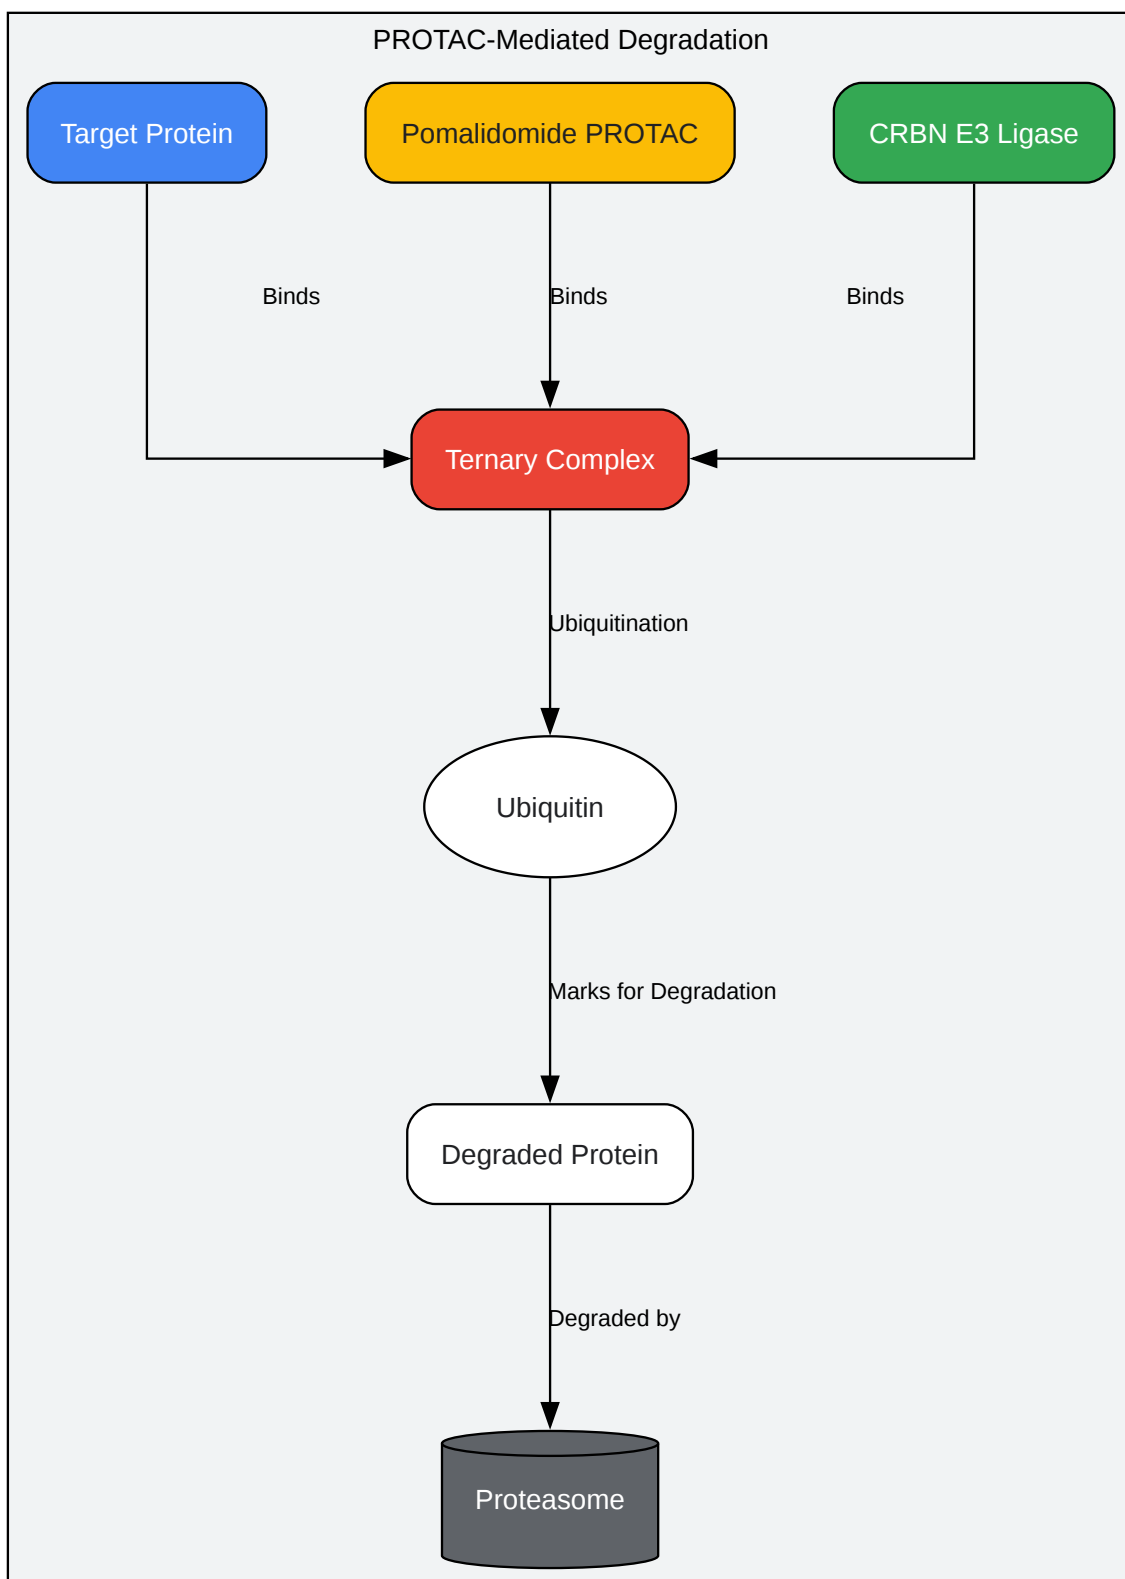 PROTAC-Mediated Degradation
Target Protein
Pomalidomide PROTAC
CRBN E3 Ligase
Binds
Binds
Binds
Ternary Complex
Ubiquitination
Ubiquitin
Marks for Degradation
Degraded Protein
Degraded by
Proteasome